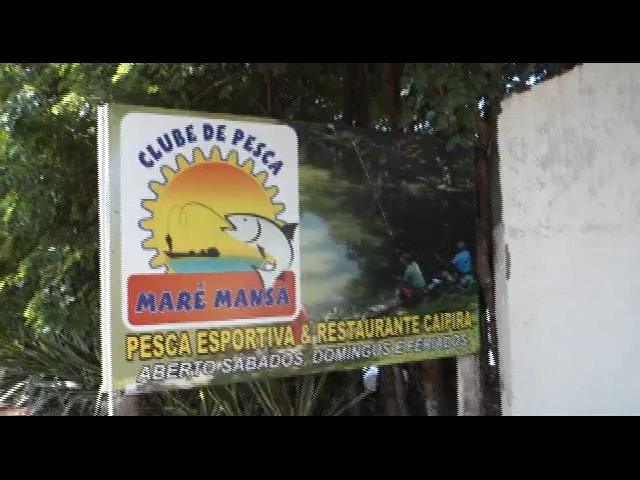 CLUBE DE PESCA
MARÉ MANSA
PESCA ESPORTIVA & RESTAURANTE CAIPIRA
ABERTO SÁBADOS, DOMINGOS E FERIADOS